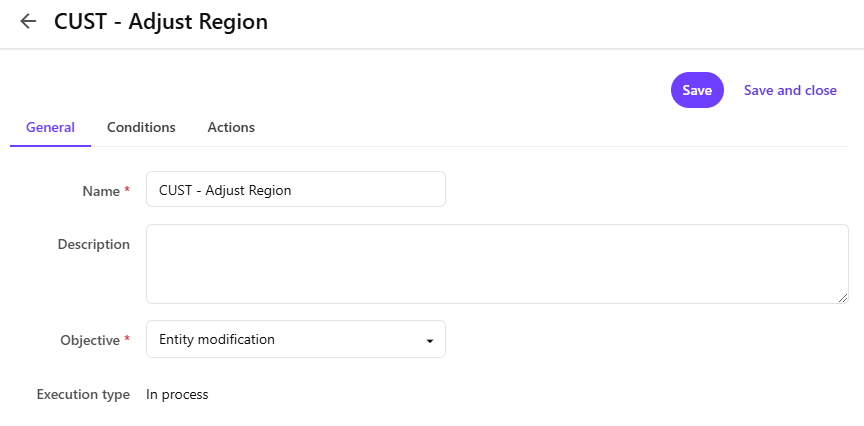 CUST - Adjust Region
Save Save and close
General Conditions Actions
Name * CUST - Adjust Region
Description
Objective * Entity modification
Execution type In process